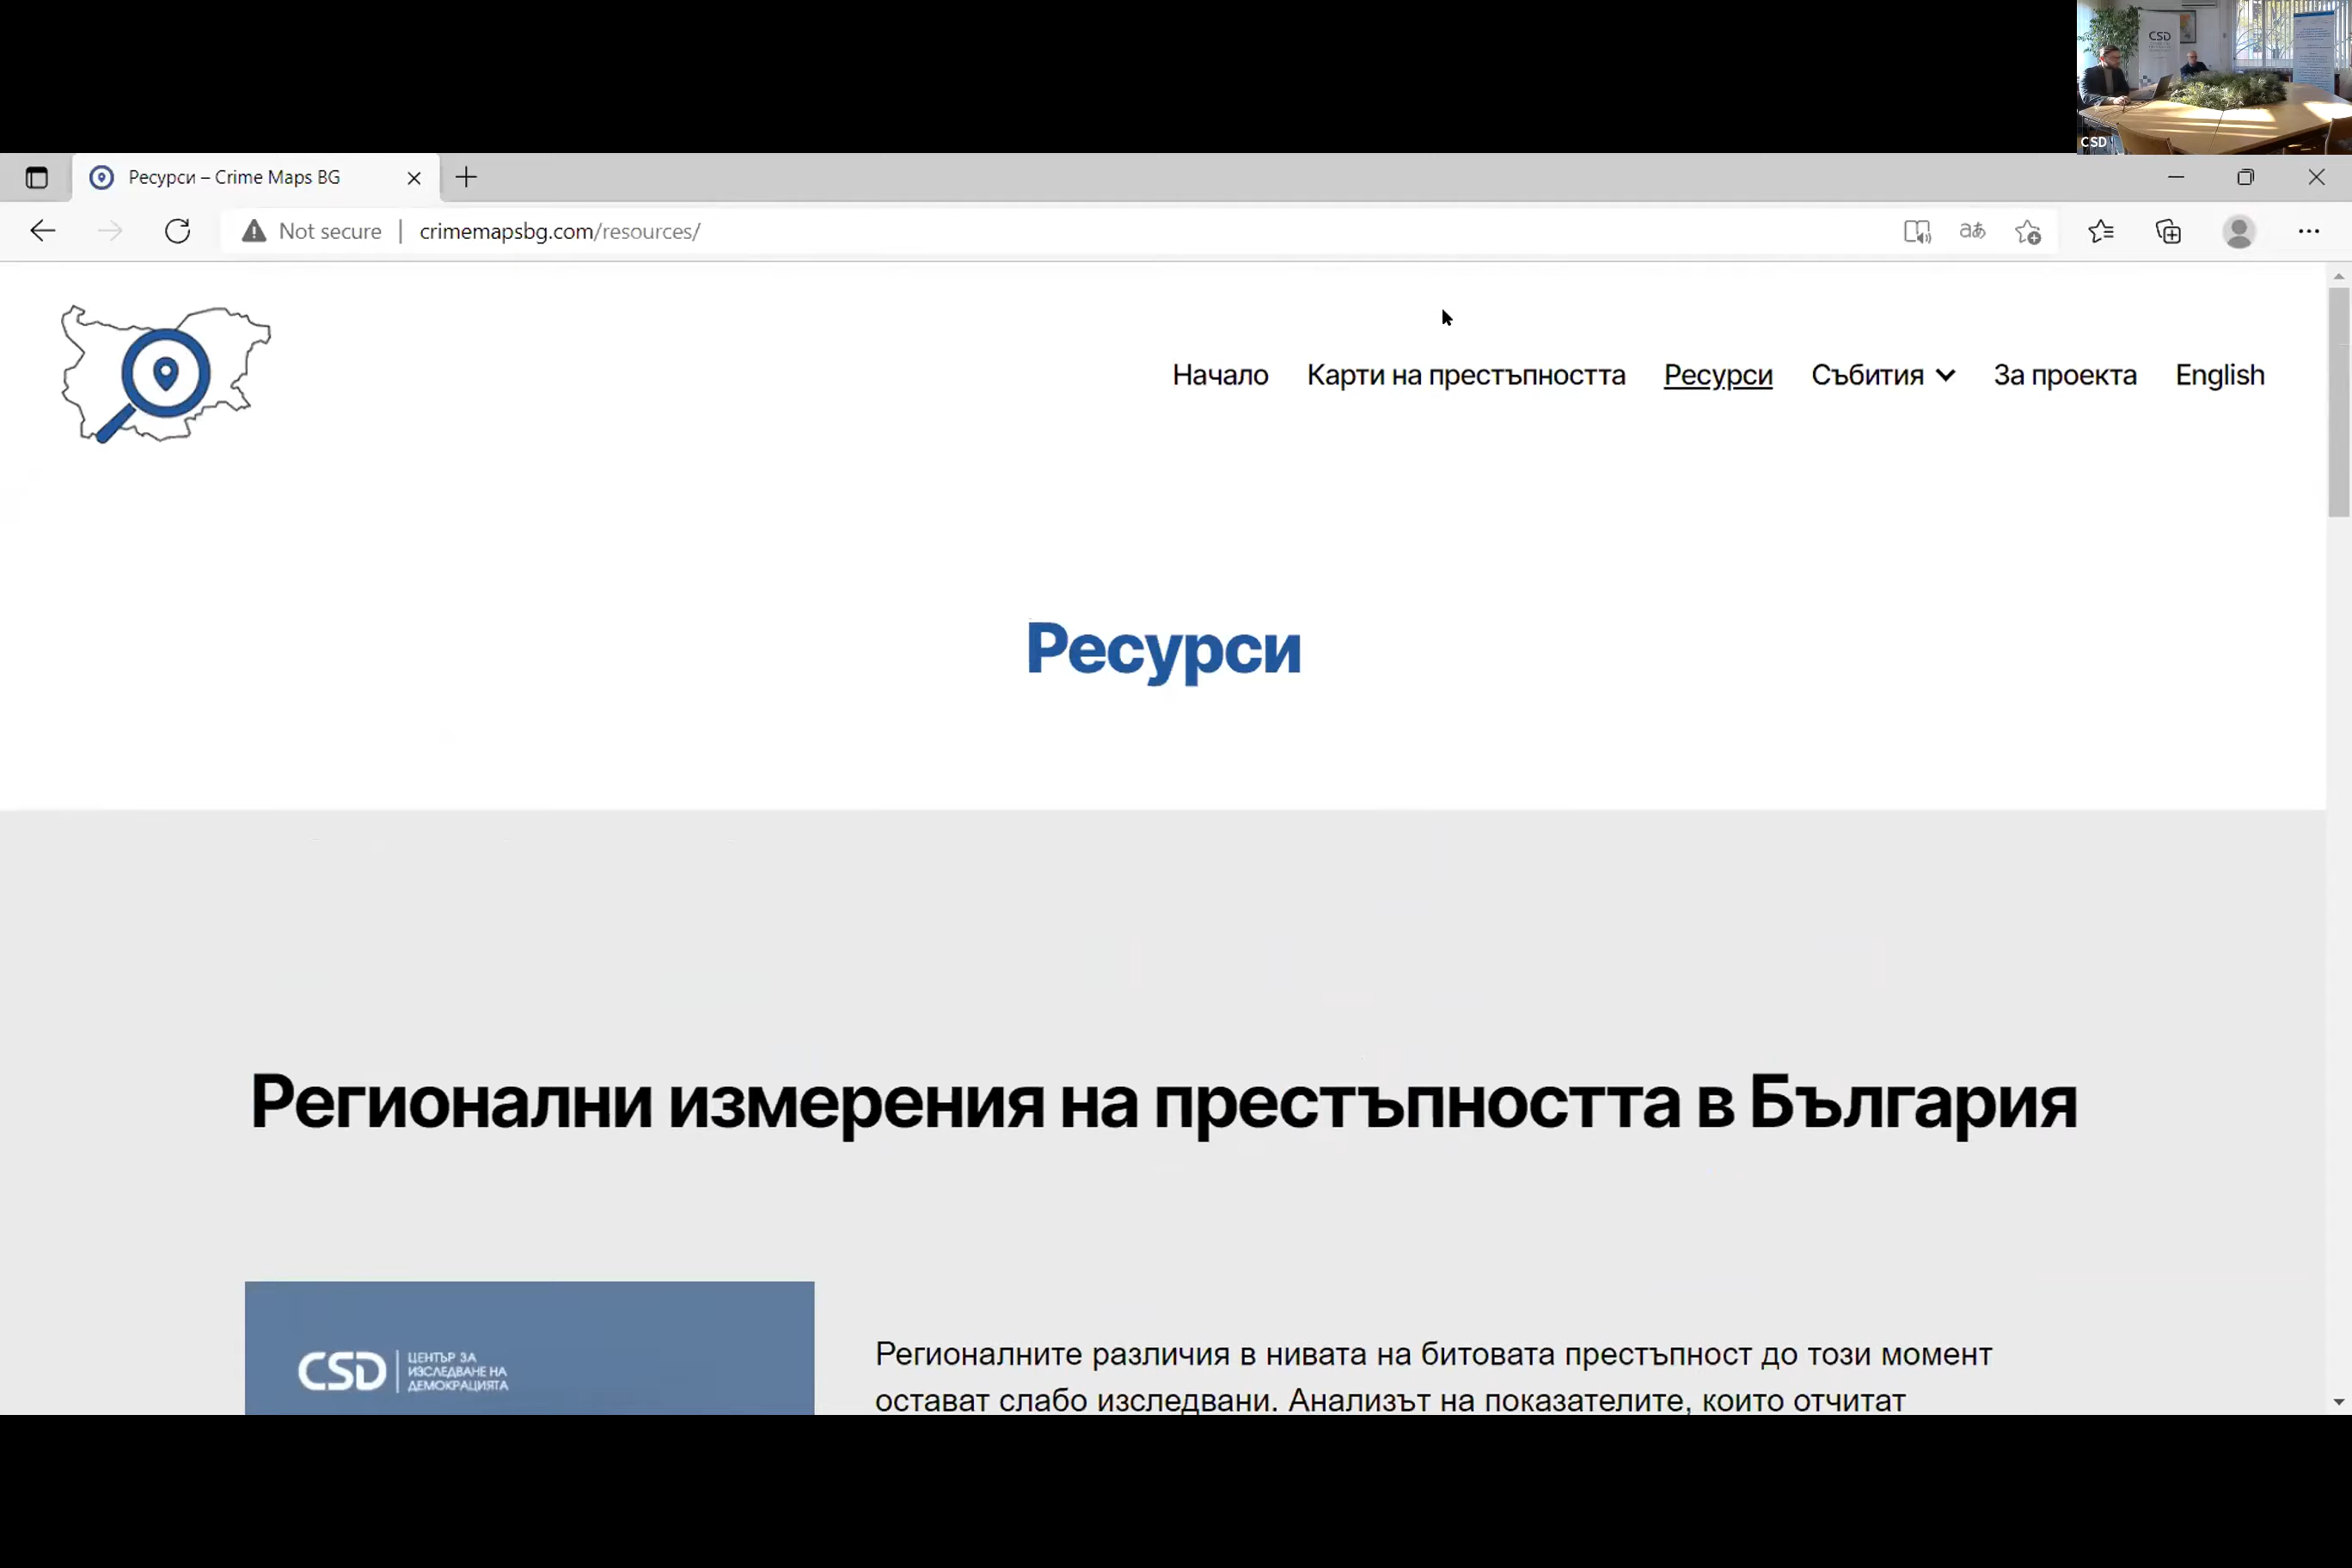 CSD
CSD
Ресурси – Crime Maps BG
Not secure | crimemapsbg.com/resources/
Начало Карти на престъпността Ресурси Събития За проекта English
Ресурси
Регионални измерения на престъпността в България
CSD ЦЕНТЪР ЗА
ИЗСЛЕДВАНЕ НА
ДЕМОКРАЦИЯТА
Регионалните различия в нивата на битовата престъпност до този момент
остават слабо изследвани. Анализът на показателите, които отчитат